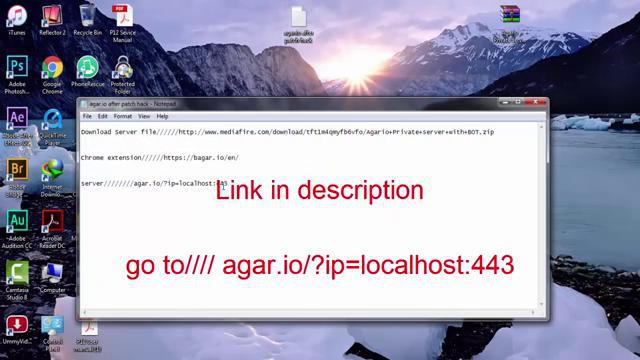 iTunes
Reflector 2
Recycle Bin
P12 Sevice Manual
agario after patch hack
Adobe Photosh...
Google Chrome
PhoneRescue
Protected Folder
agar.io after patch hack - Notepad
File Edit Format View Help
Download Server file//////http://www.mediafire.com/download/tft1m4qmyfb6vfo/Agario+Private+server+with+BOT.zip
Chrome extension//////https://bagar.io/en/
server////////agar.io/?ip=localhost:443
Link in description
go to//// agar.io/?ip=localhost:443
Adobe After Effects ...
QuickTime Player
Adobe Bridge
Internet Downlo...
Adobe Audition CC
Acrobat Reader DC
Camtasia Studio 8
Computer
UmmyVid...
Control Panel